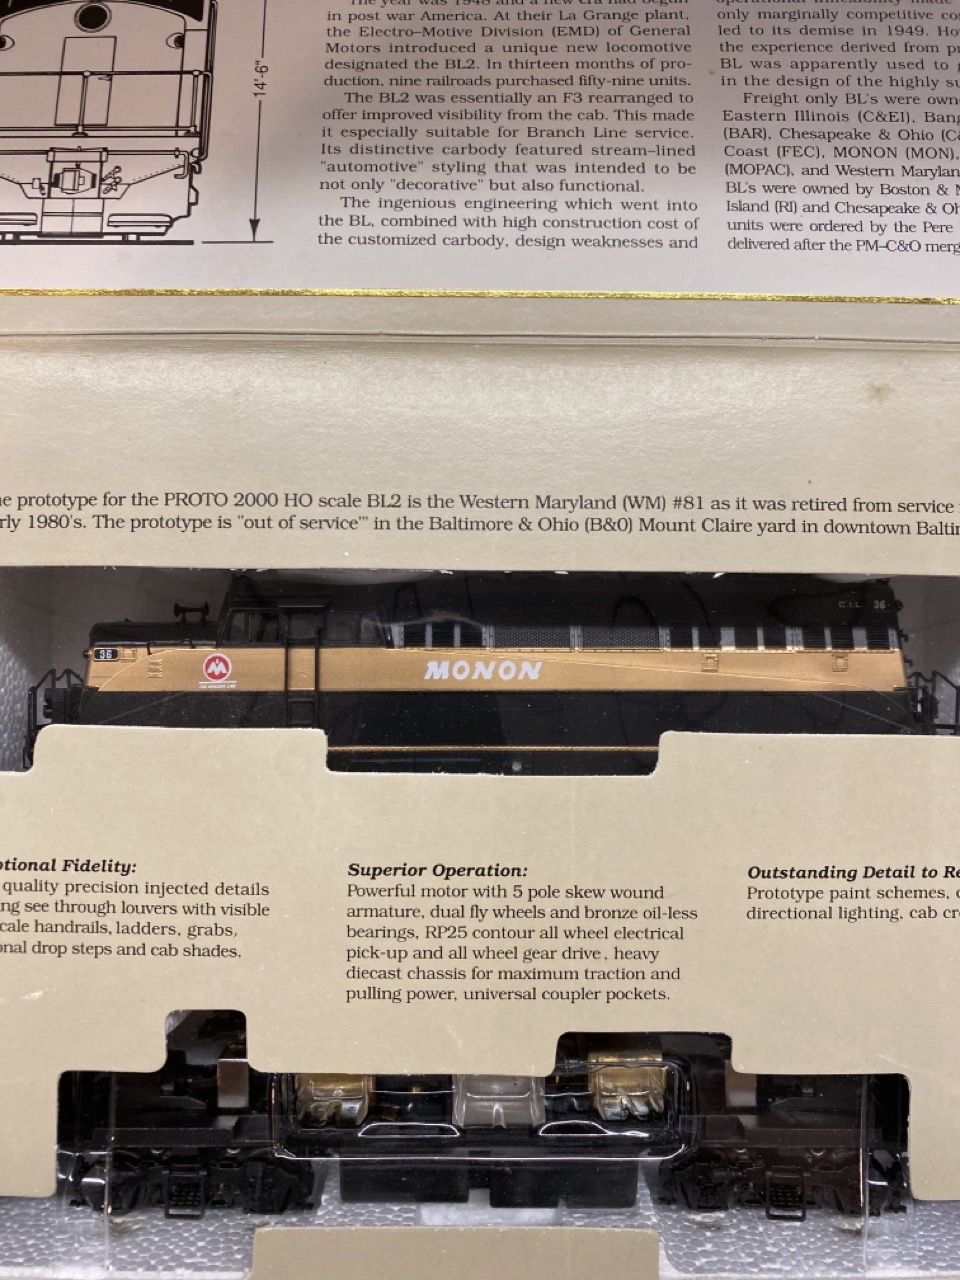 14'-6"
The year was 1948 and a new era had begun
in post war America. At their La Grange plant,
the Electro–Motive Division (EMD) of General
Motors introduced a unique new locomotive
designated the BL2. In thirteen months of pro-
duction, nine railroads purchased fifty-nine units.
The BL2 was essentially an F3 rearranged to
offer improved visibility from the cab. This made
it especially suitable for Branch Line service.
Its distinctive carbody featured stream–lined
"automotive" styling that was intended to be
not only "decorative" but also functional.
The ingenious engineering which went into
the BL, combined with high construction cost of
the customized carbody, design weaknesses and
only marginally competitive
led to its demise in 1949.
the experience derived from
BL was apparently used to
in the design of the highly
Freight only BL's were
Eastern Illinois (C&EI),
(BAR), Chesapeake & Ohio
Coast (FEC), MONON (MON),
(MOPAC), and Western
BL's were owned by Boston &
Island (RI) and Chesapeake &
units were ordered by the Pere
delivered after the PM–C&O
prototype for the PROTO 2000 HO scale BL2 is the Western Maryland (WM) #81 as it was retired from service
1980's. The prototype is "out of service'" in the Baltimore & Ohio (B&0) Mount Claire yard in downtown
36
36
M
MONON
Fidelity:
quality precision injected details
see through louvers with visible
handrails, ladders, grabs,
drop steps and cab shades.
Superior Operation:
Powerful motor with 5 pole skew wound
armature, dual fly wheels and bronze oil-less
bearings, RP25 contour all wheel electrical
pick-up and all wheel gear drive , heavy
diecast chassis for maximum traction and
pulling power, universal coupler pockets.
Outstanding Detail to
Prototype paint schemes,
directional lighting, cab